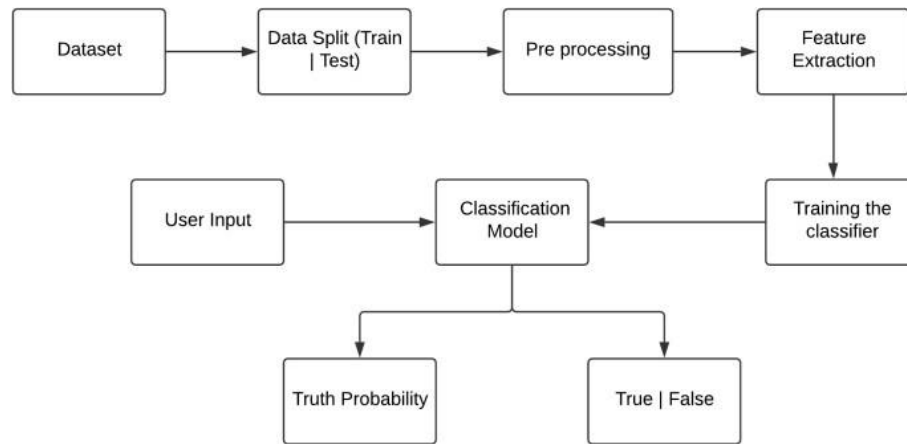 Dataset
Data Split (Train
| Test)
Pre processing
Feature
Extraction
User Input
Classification
Model
Training the
classifier
Truth Probability
True | False